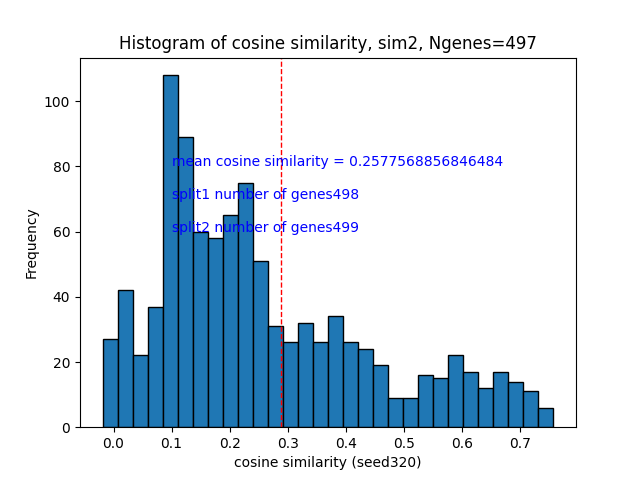 Histogram of cosine similarity, sim2, Ngenes=497
100
80
60
40
20
0
Frequency
mean cosine similarity = 0.2577568856846484
split1 number of genes498
split2 number of genes499
0.0 0.1 0.2 0.3 0.4 0.5 0.6 0.7
cosine similarity (seed320)